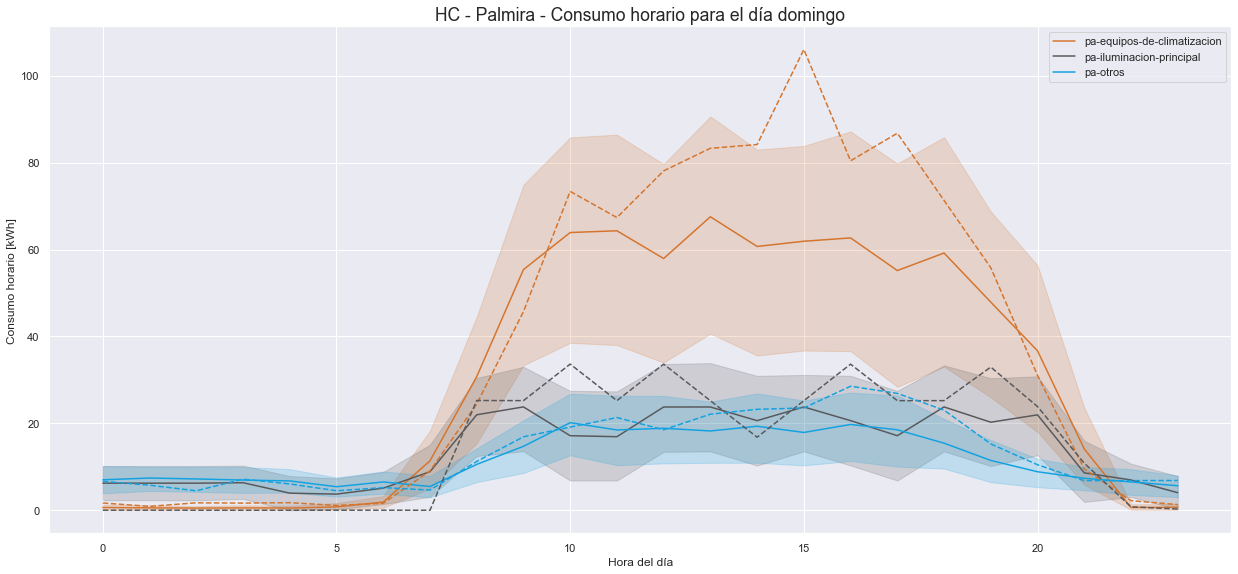 HC - Palmira - Consumo horario para el día domingo
pa-equipos-de-climatizacion
pa-iluminacion-principal
pa-otros
Consumo horario [kWh]
100
80
60
40
20
0
0 5 10 15 20
Hora del día